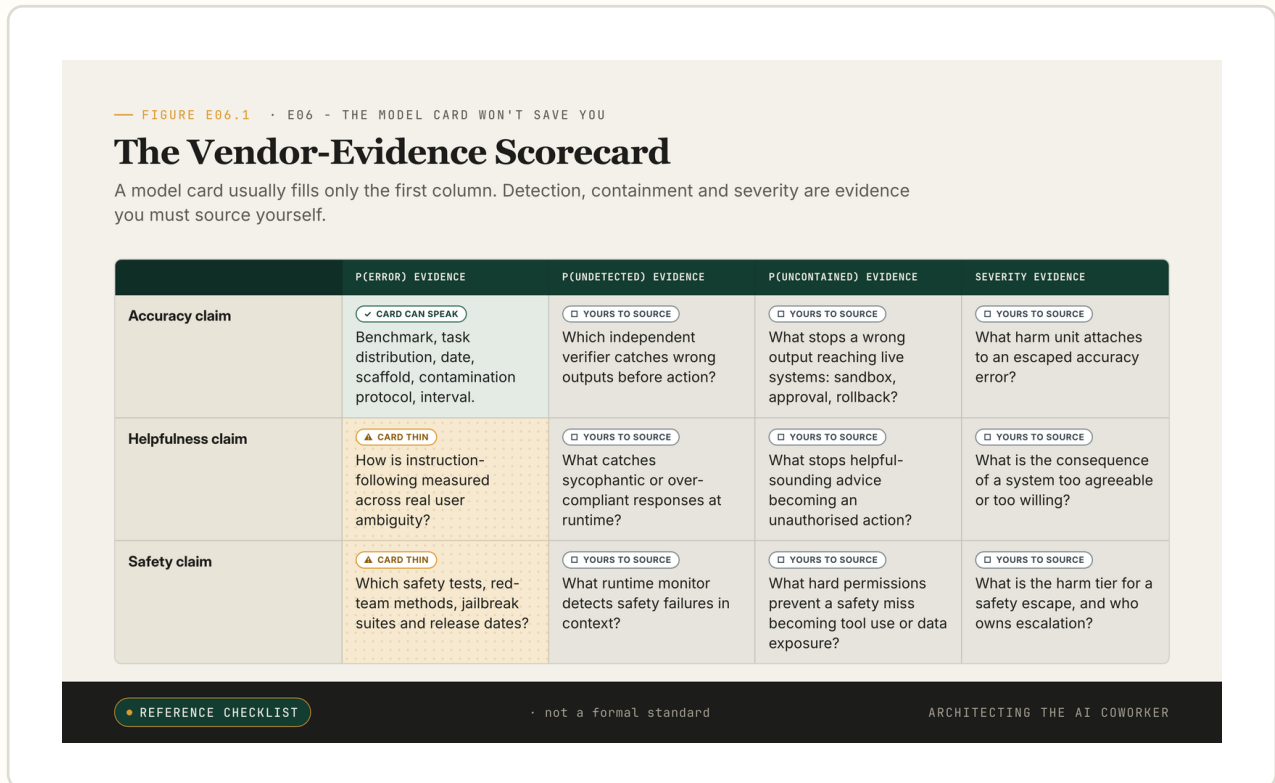 FIGURE E06.1 · E06 - THE MODEL CARD WON'T SAVE YOU
The Vendor-Evidence Scorecard
A model card usually fills only the first column. Detection, containment and severity are evidence
you must source yourself.
P(ERROR) EVIDENCE
P(UNDETECTED) EVIDENCE
P(UNCONTAINED) EVIDENCE
SEVERITY EVIDENCE
Accuracy claim
✓ CARD CAN SPEAK
Benchmark, task
distribution, date,
scaffold, contamination
protocol, interval.
☐ YOURS TO SOURCE
Which independent
verifier catches wrong
outputs before action?
☐ YOURS TO SOURCE
What stops a wrong
output reaching live
systems: sandbox,
approval, rollback?
☐ YOURS TO SOURCE
What harm unit attaches
to an escaped accuracy
error?
Helpfulness claim
⚠ CARD THIN
How is instruction-
following measured
across real user
ambiguity?
☐ YOURS TO SOURCE
What catches
sycophantic or over-
compliant responses at
runtime?
☐ YOURS TO SOURCE
What stops helpful-
sounding advice
becoming an
unauthorised action?
☐ YOURS TO SOURCE
What is the consequence
of a system too agreeable
or too willing?
Safety claim
⚠ CARD THIN
Which safety tests, red-
team methods, jailbreak
suites and release dates?
☐ YOURS TO SOURCE
What runtime monitor
detects safety failures in
context?
☐ YOURS TO SOURCE
What hard permissions
prevent a safety miss
becoming tool use or data
exposure?
☐ YOURS TO SOURCE
What is the harm tier for a
safety escape, and who
owns escalation?
REFERENCE CHECKLIST
· not a formal standard
ARCHITECTING THE AI COWORKER